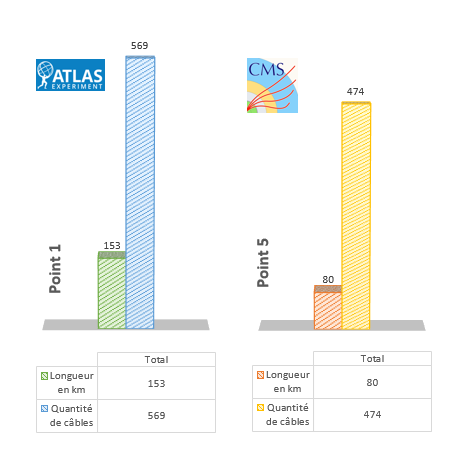 569
ATLAS
EXPERIMENT
153
Point 1
Total
Longueur
en km
153
Quantité
de câbles
569
CMS
474
80
Point 5
Total
Longueur
en km
80
Quantité
de câbles
474